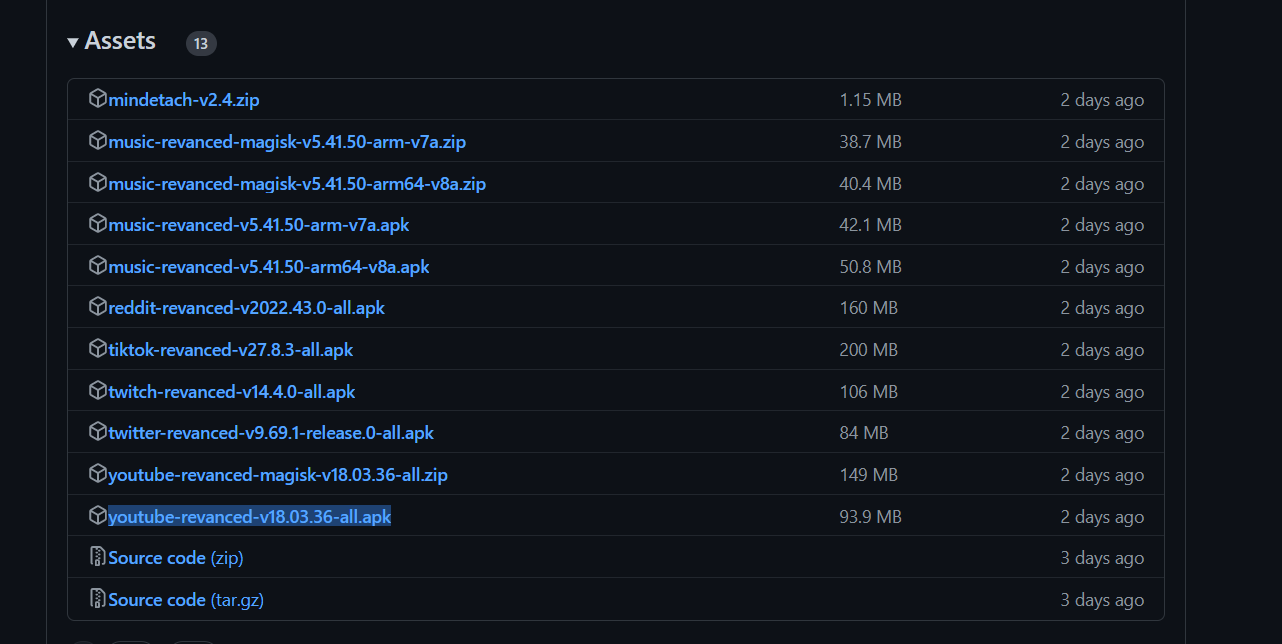 Assets 13
mindetach-v2.4.zip 1.15 MB 2 days ago
music-revanced-magisk-v5.41.50-arm-v7a.zip 38.7 MB 2 days ago
music-revanced-magisk-v5.41.50-arm64-v8a.zip 40.4 MB 2 days ago
music-revanced-v5.41.50-arm-v7a.apk 42.1 MB 2 days ago
music-revanced-v5.41.50-arm64-v8a.apk 50.8 MB 2 days ago
reddit-revanced-v2022.43.0-all.apk 160 MB 2 days ago
tiktok-revanced-v27.8.3-all.apk 200 MB 2 days ago
twitch-revanced-v14.4.0-all.apk 106 MB 2 days ago
twitter-revanced-v9.69.1-release.0-all.apk 84 MB 2 days ago
youtube-revanced-magisk-v18.03.36-all.zip 149 MB 2 days ago
youtube-revanced-v18.03.36-all.apk 93.9 MB 2 days ago
Source code (zip) 3 days ago
Source code (tar.gz) 3 days ago